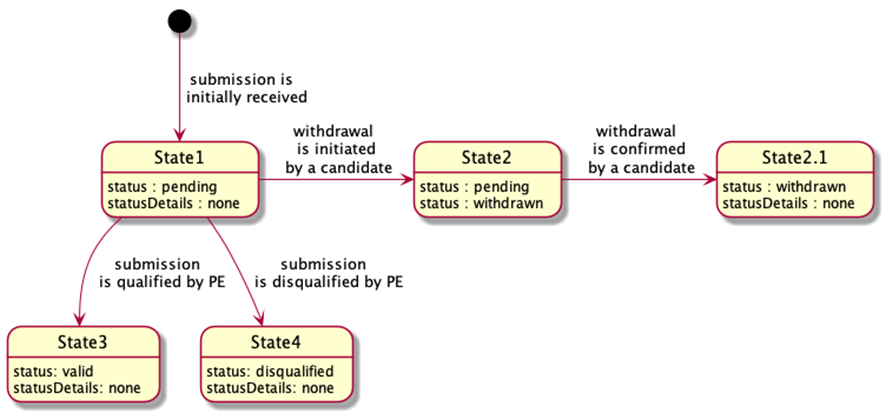 submission is
initially received
State1
status : pending
statusDetails : none
withdrawal
is initiated
by a candidate
State2
status : pending
status : withdrawn
withdrawal
is confirmed
by a candidate
State2.1
status : withdrawn
statusDetails : none
submission
is qualified by PE
submission
is disqualified by PE
State3
status: valid
statusDetails: none
State4
status: disqualified
statusDetails: none